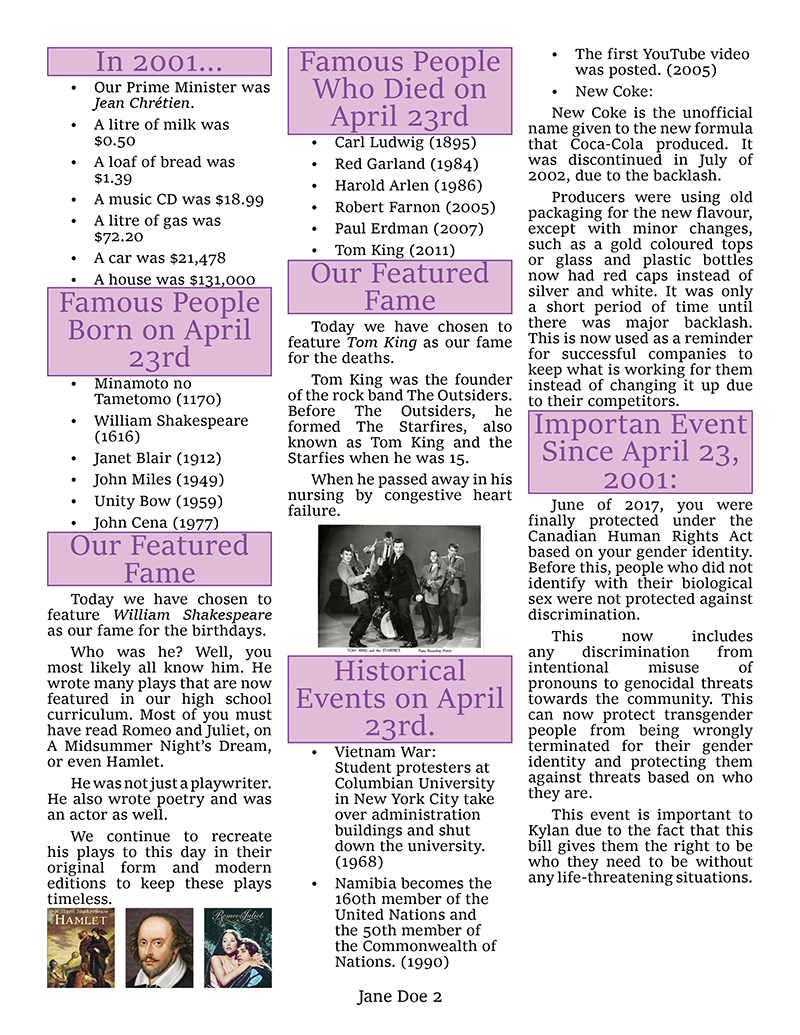 In 2001...
• Our Prime Minister was
Jean Chrétien.
• A litre of milk was
$0.50
• A loaf of bread was
$1.39
• A music CD was $18.99
• A litre of gas was
$72.20
• A car was $21,478
• A house was $131,000
Famous People
Born on April
23rd
• Minamoto no
Tametomo (1170)
• William Shakespeare
(1616)
• Janet Blair (1912)
• John Miles (1949)
• Unity Bow (1959)
• John Cena (1977)
Our Featured
Fame
Today we have chosen to
feature William Shakespeare
as our fame for the birthdays.
Who was he? Well, you
most likely all know him. He
wrote many plays that are now
featured in our high school
curriculum. Most of you must
have read Romeo and Juliet, on
A Midsummer Night's Dream,
or even Hamlet.
He was not just a playwriter.
He also wrote poetry and was
an actor as well.
We continue to recreate
his plays to this day in their
original form and modern
editions to keep these plays
timeless.
William Shakespeare
HAMLET
Romeo & Juliet
Famous People
Who Died on
April 23rd
• Carl Ludwig (1895)
• Red Garland (1984)
• Harold Arlen (1986)
• Robert Farnon (2005)
• Paul Erdman (2007)
• Tom King (2011)
Our Featured
Fame
Today we have chosen to
feature Tom King as our fame
for the deaths.
Tom King was the founder
of the rock band The Outsiders.
Before The Outsiders, he
formed The Starfires, also
known as Tom King and the
Starfies when he was 15.
When he passed away in his
nursing by congestive heart
failure.
TOM KING and the STARFIRES
Historical
Events on April
23rd.
• Vietnam War:
Student protesters at
Columbian University
in New York City take
over administration
buildings and shut
down the university.
(1968)
• Namibia becomes the
160th member of the
United Nations and
the 50th member of
the Commonwealth of
Nations. (1990)
• The first YouTube video
was posted. (2005)
• New Coke:
New Coke is the unofficial
name given to the new formula
that Coca-Cola produced. It
was discontinued in July of
2002, due to the backlash.
Producers were using old
packaging for the new flavour,
except with minor changes,
such as a gold coloured tops
or glass and plastic bottles
now had red caps instead of
silver and white. It was only
a short period of time until
there was major backlash.
This is now used as a reminder
for successful companies to
keep what is working for them
instead of changing it up due
to their competitors.
Importan Event
Since April 23,
2001:
June of 2017, you were
finally protected under the
Canadian Human Rights Act
based on your gender identity.
Before this, people who did not
identify with their biological
sex were not protected against
discrimination.
This now includes
any discrimination from
intentional misuse of
pronouns to genocidal threats
towards the community. This
can now protect transgender
people from being wrongly
terminated for their gender
identity and protecting them
against threats based on who
they are.
This event is important to
Kylan due to the fact that this
bill gives them the right to be
who they need to be without
any life-threatening situations.
Jane Doe 2